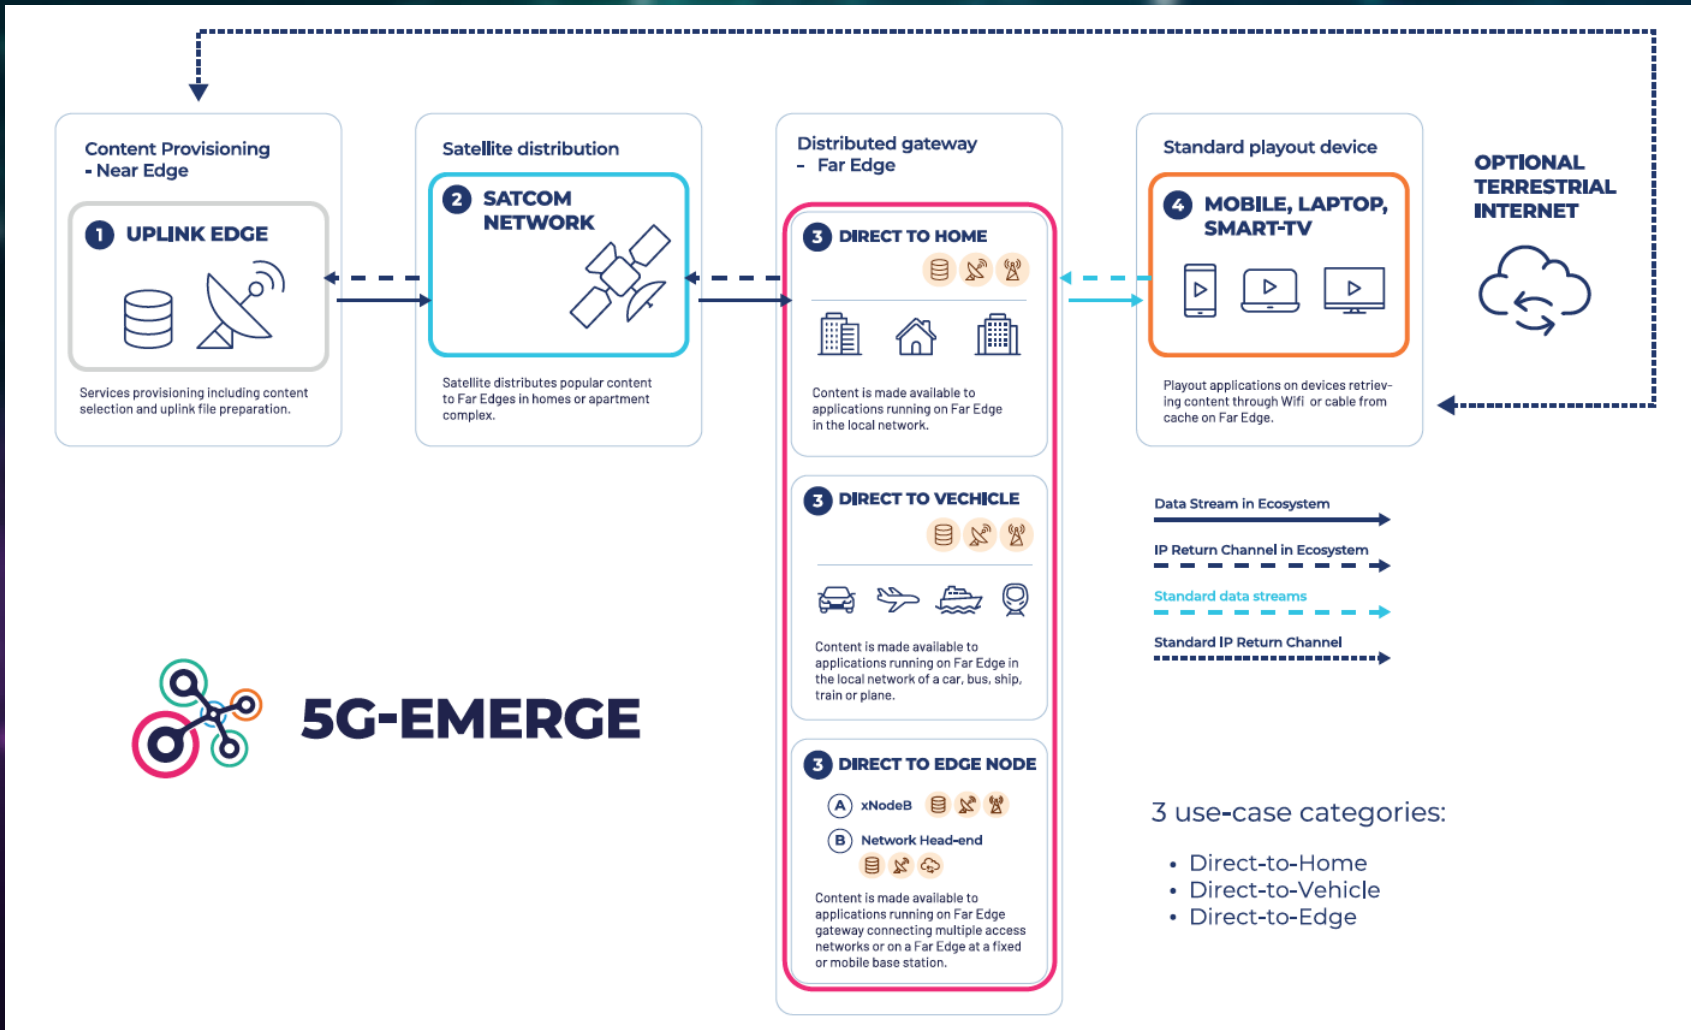 Content Provisioning
- Near Edge
1 UPLINK EDGE
Services provisioning including content
selection and uplink file preparation.
Satellite distribution
2 SATCOM
NETWORK
Satellite distributes popular content
to Far Edges in homes or apartment
complex.
Distributed gateway
- Far Edge
3 DIRECT TO HOME
Content is made available to
applications running on Far Edge
in the local network.
3 DIRECT TO VECHICLE
Content is made available to
applications running on Far Edge in
the local network of a car, bus, ship,
train or plane.
3 DIRECT TO EDGE NODE
A xNodeB
B Network Head-end
Content is made available to
applications running on Far Edge
gateway connecting multiple access
networks or on a Far Edge at a fixed
or mobile base station.
Standard playout device
4 MOBILE, LAPTOP,
SMART-TV
Playout applications on devices retriev-
ing content through Wifi or cable from
cache on Far Edge.
OPTIONAL
TERRESTRIAL
INTERNET
Data Stream in Ecosystem
IP Return Channel in Ecosystem
Standard data streams
Standard IP Return Channel
5G-EMERGE
3 use-case categories:
• Direct-to-Home
• Direct-to-Vehicle
• Direct-to-Edge